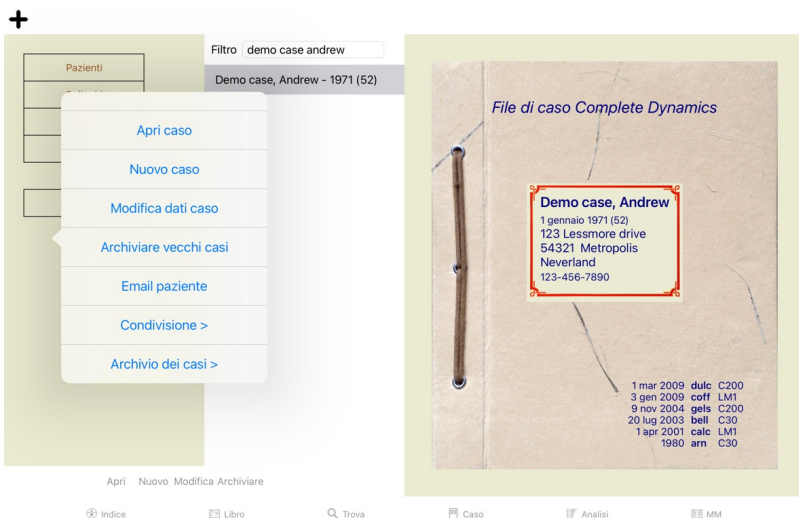 Filtro demo case andrew
Pazienti
Demo case, Andrew - 1971 (52)
Apri caso
Nuovo caso
Modifica dati caso
Archiviare vecchi casi
Email paziente
Condivisione >
Archivio dei casi >
File di caso Complete Dynamics
Demo case, Andrew
1 gennaio 1971 (52)
123 Lessmore drive
54321 Metropolis
Neverland
123-456-7890
1 mar 2009 dulc C200
3 gen 2009 coff LM1
9 nov 2004 gels C200
20 lug 2003 bell C30
1 apr 2001 calc LM1
1980 arn C30
Apri Nuovo Modifica Archiviare
Indice Libro Trova Caso Analisi MM